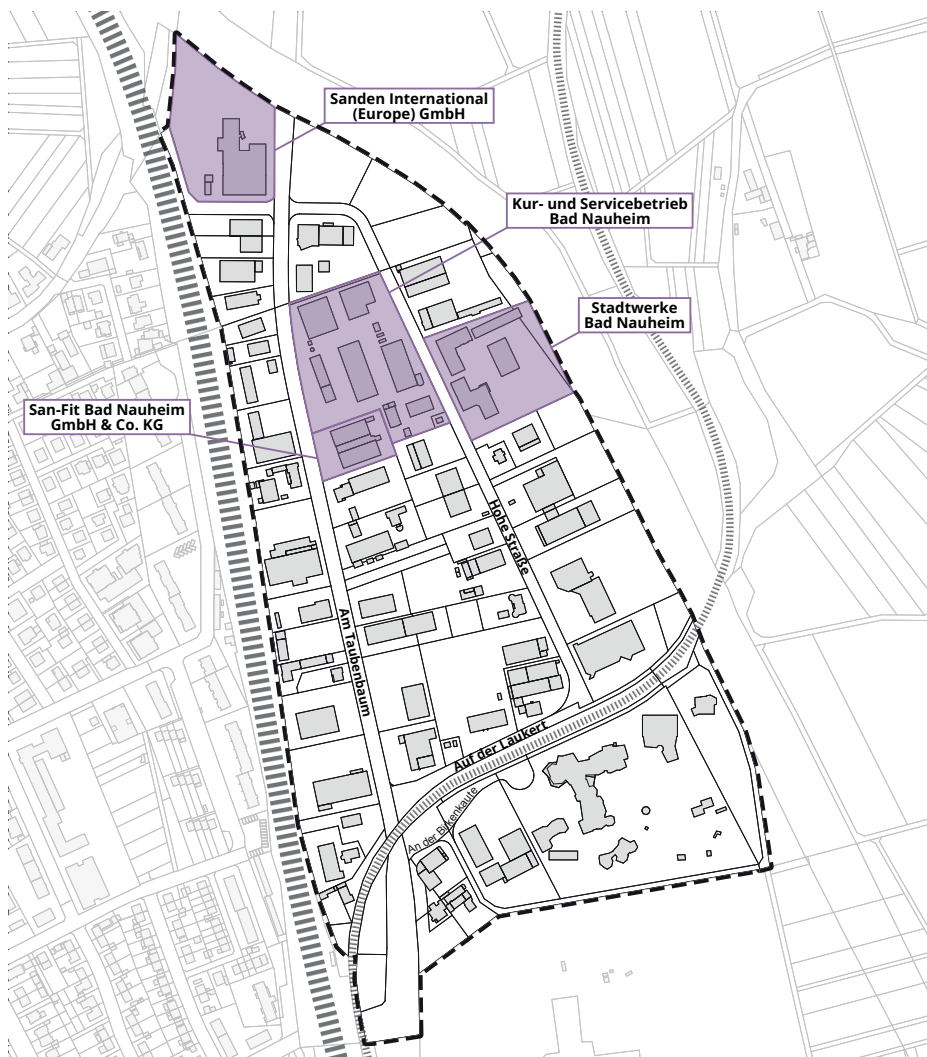 Sanden International
(Europe) GmbH
Kur- und Servicebetrieb
Bad Nauheim
Stadtwerke
Bad Nauheim
San-Fit Bad Nauheim
GmbH & Co. KG
Hohe Straße
Am Taubenbaum
Auf der Laukert
An der Birkenkaute